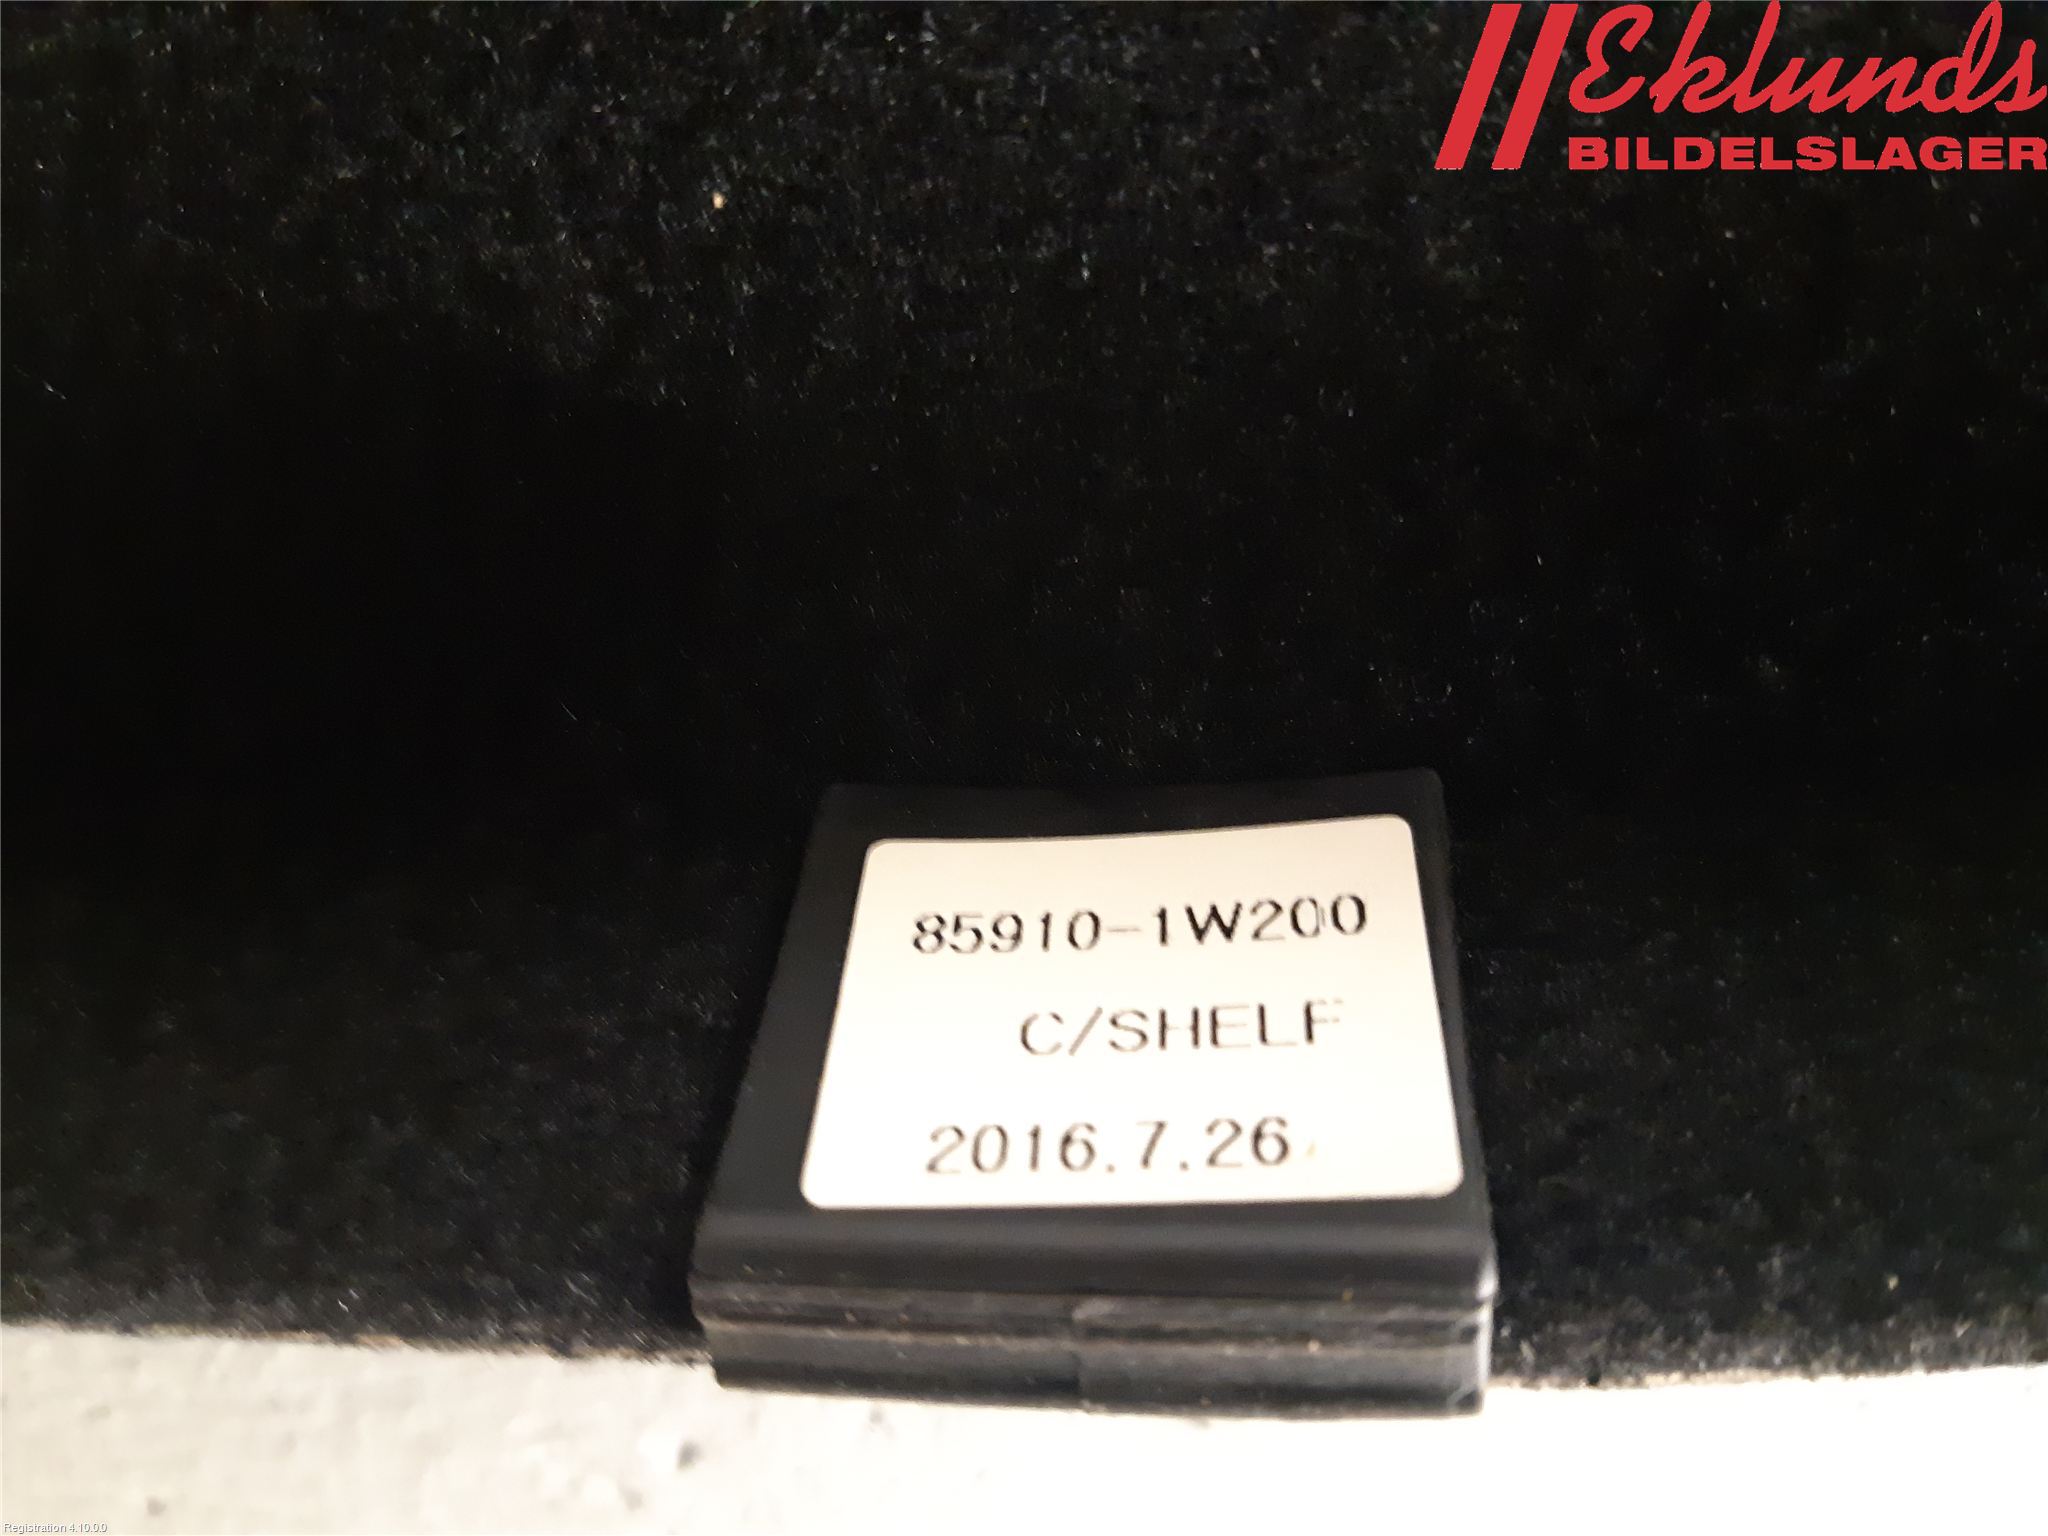 Eklunds
BILDELSLAGER
85910-1W200
C/SHELF
2016.7.26
Registration 4.10.0.0